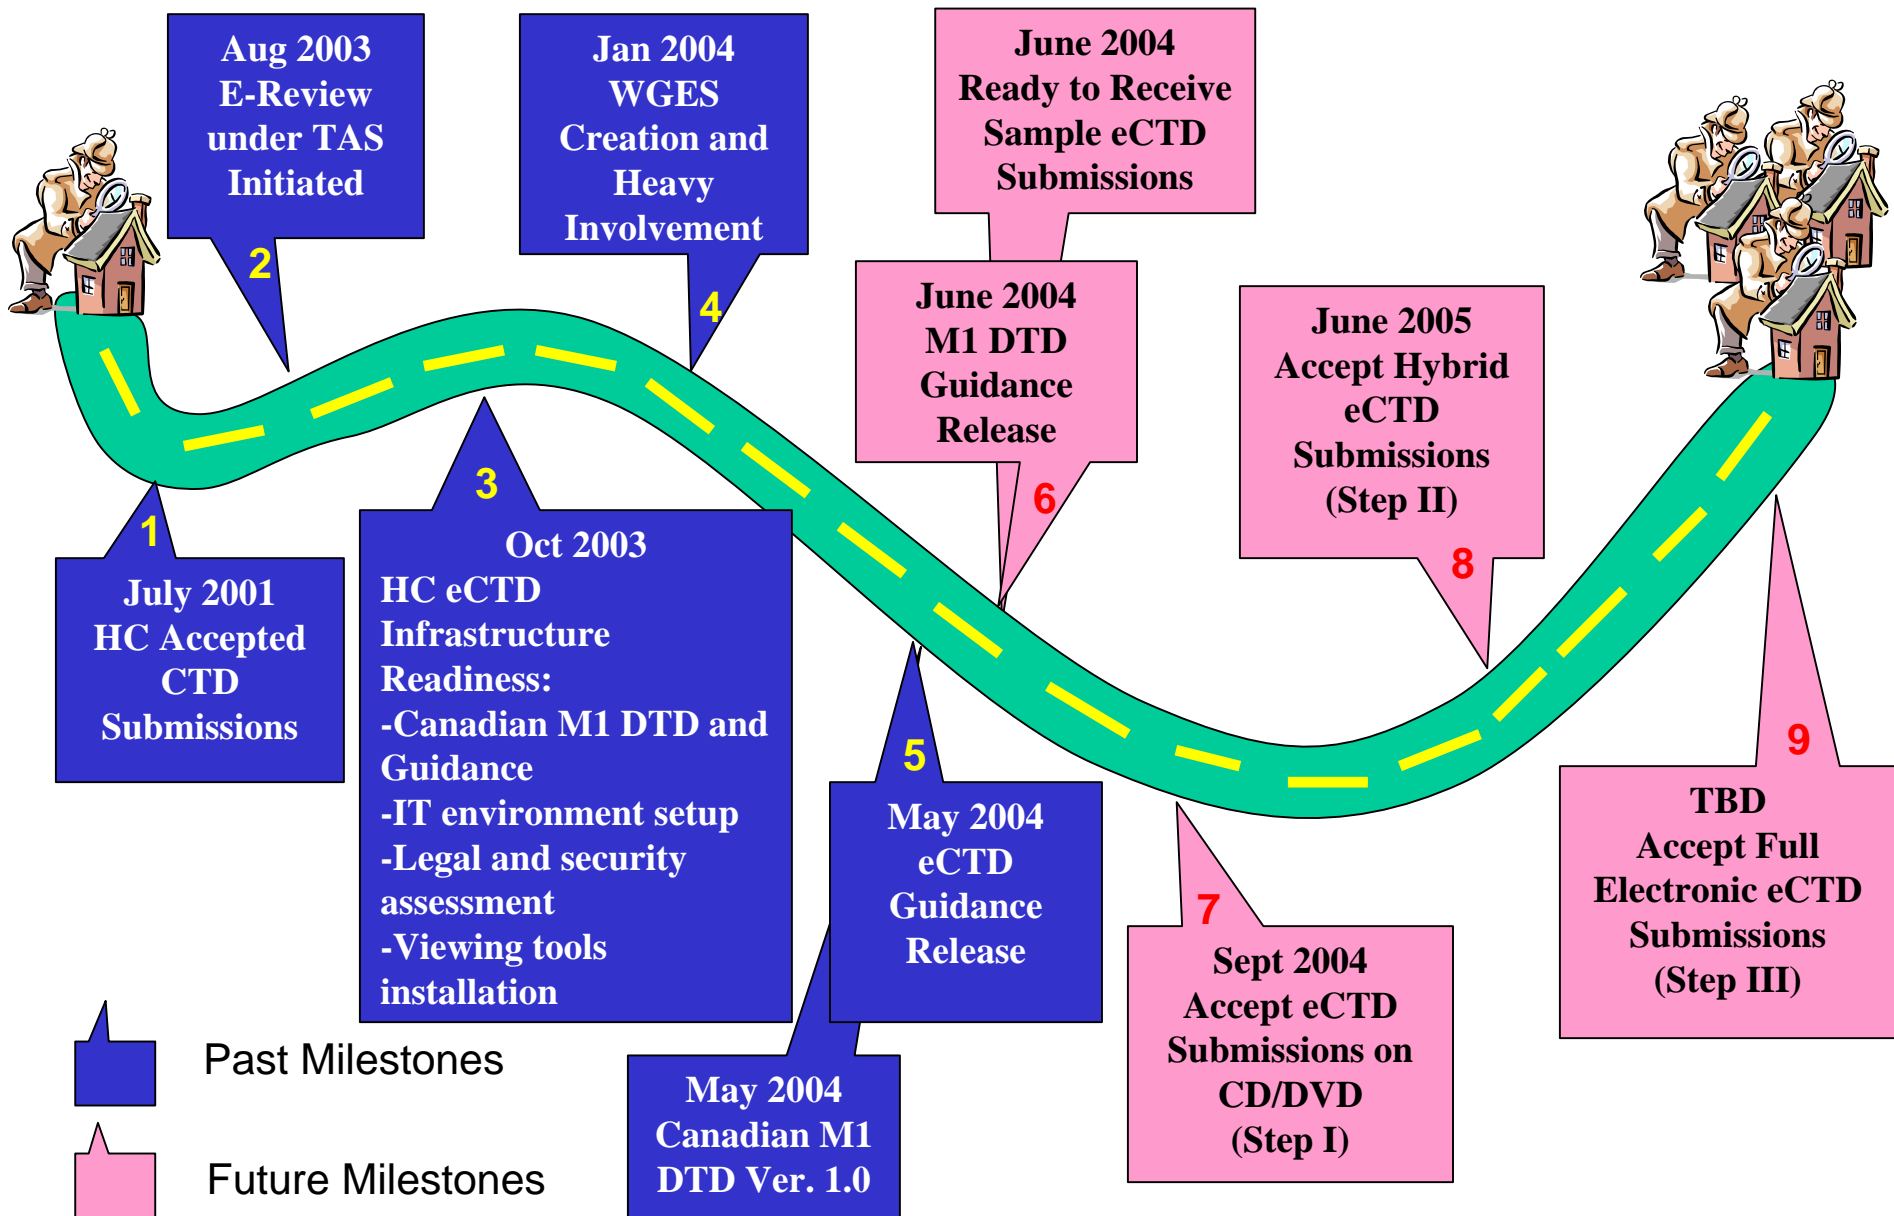 Aug 2003
E-Review
under TAS
Initiated
2
Jan 2004
WGES
Creation and
Heavy
Involvement
4
June 2004
Ready to Receive
Sample eCTD
Submissions
June 2004
M1 DTD
Guidance
Release
6
June 2005
Accept Hybrid
eCTD
Submissions
(Step II)
8
1
July 2001
HC Accepted
CTD
Submissions
3
Oct 2003
HC eCTD
Infrastructure
Readiness:
-Canadian M1 DTD and
Guidance
-IT environment setup
-Legal and security
assessment
-Viewing tools
installation
5
May 2004
eCTD
Guidance
Release
May 2004
Canadian M1
DTD Ver. 1.0
7
Sept 2004
Accept eCTD
Submissions on
CD/DVD
(Step I)
9
TBD
Accept Full
Electronic eCTD
Submissions
(Step III)
Past Milestones
Future Milestones